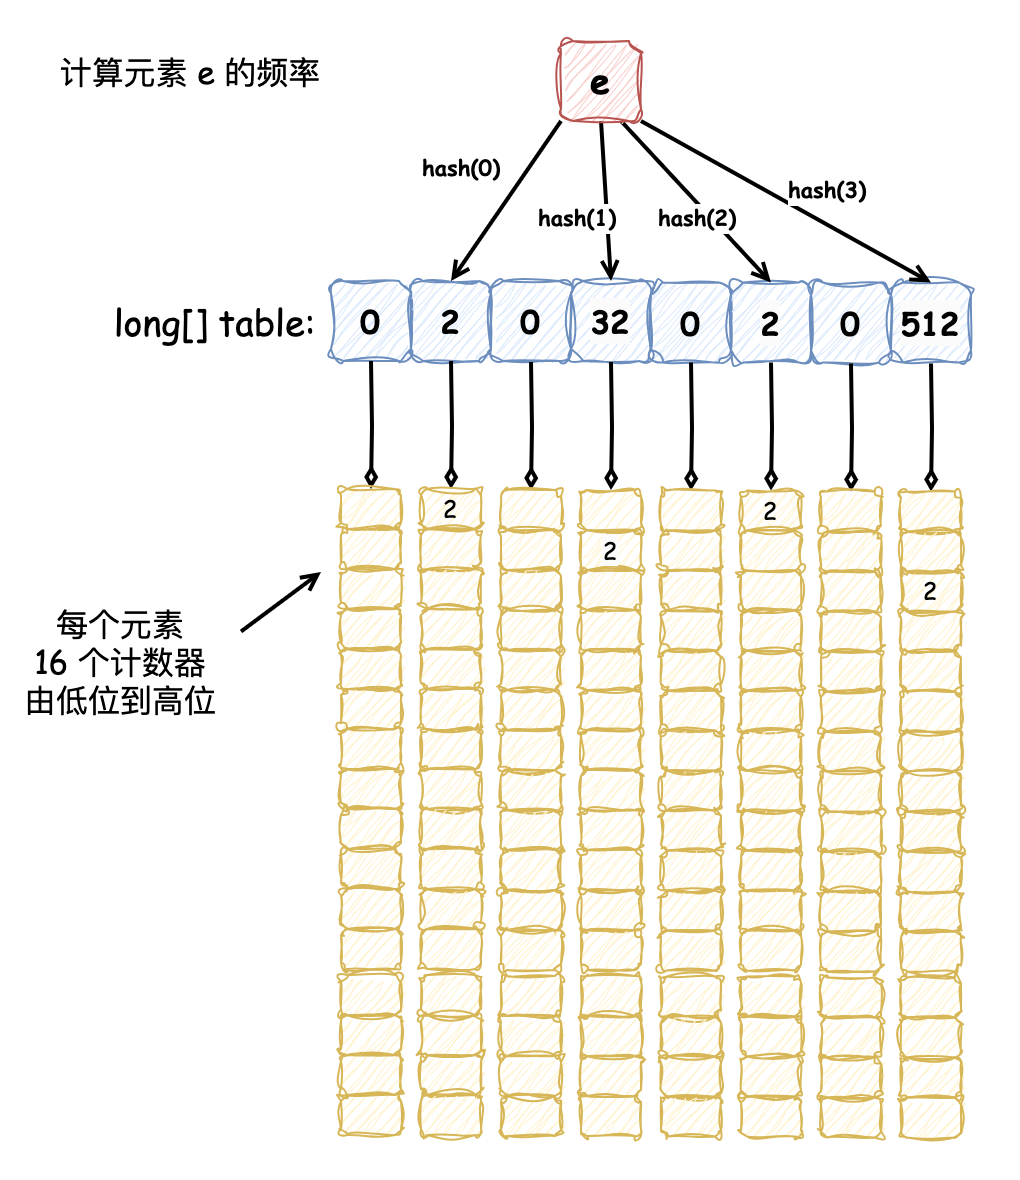 计算元素 e 的频率
e
hash(0)
hash(3)
hash(1)
hash(2)
long[] table:
0
2
0
32
0
2
0
512
2
2
2
2
每个元素
16 个计数器
由低位到高位